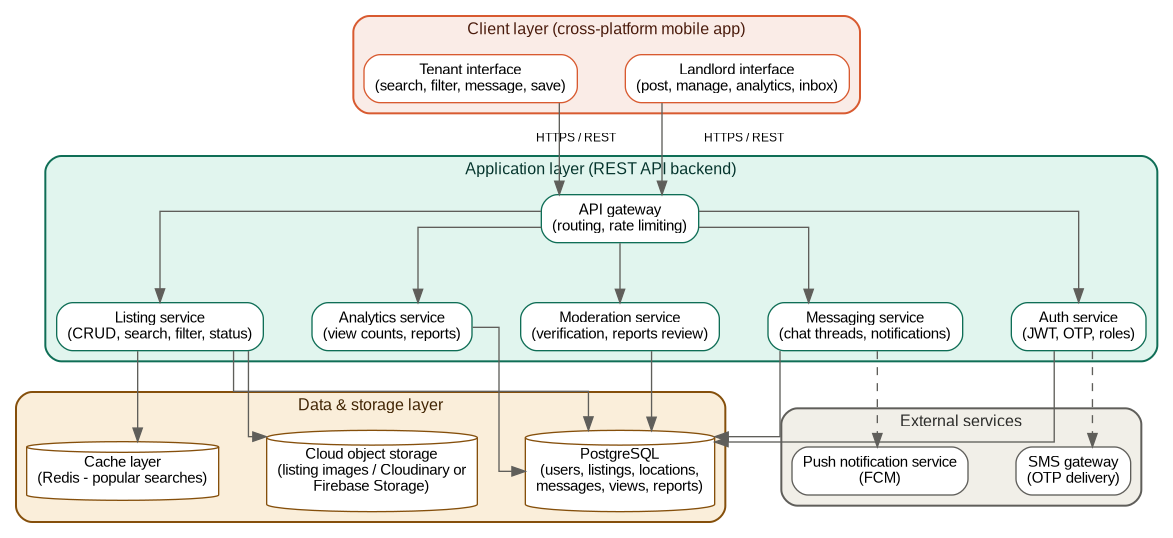 Client layer (cross-platform mobile app)
Tenant interface
(search, filter, message, save)
Landlord interface
(post, manage, analytics, inbox)
HTTPS / REST
HTTPS / REST
Application layer (REST API backend)
API gateway
(routing, rate limiting)
Listing service
(CRUD, search, filter, status)
Analytics service
(view counts, reports)
Moderation service
(verification, reports review)
Messaging service
(chat threads, notifications)
Auth service
(JWT, OTP, roles)
Data & storage layer
Cache layer
(Redis - popular searches)
Cloud object storage
(listing images / Cloudinary or
Firebase Storage)
PostgreSQL
(users, listings, locations,
messages, views, reports)
External services
Push notification service
(FCM)
SMS gateway
(OTP delivery)